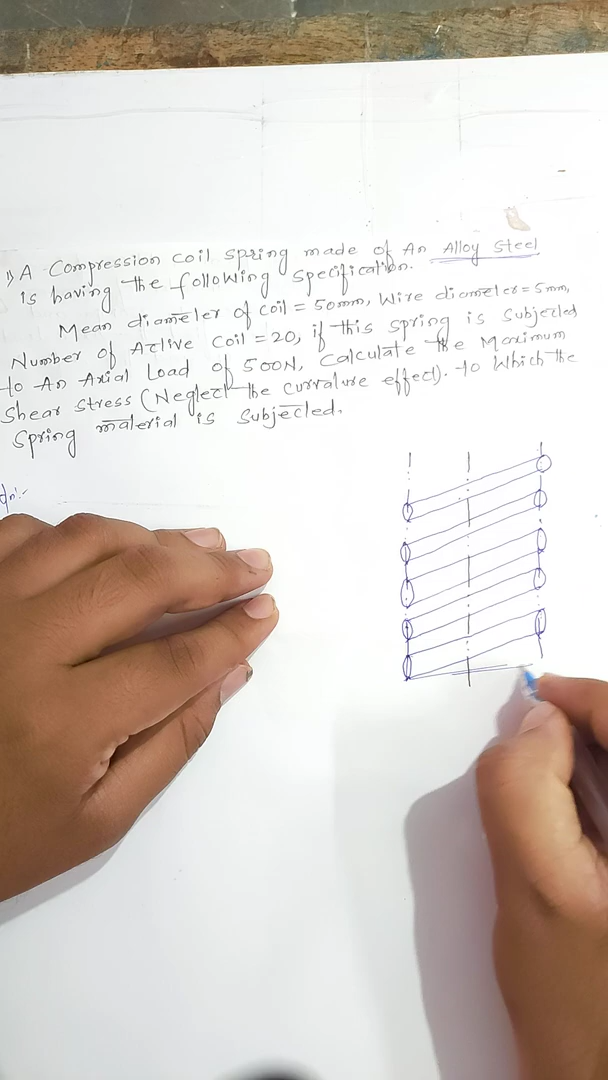 1) A Compression coil spring made of An Alloy steel
is having the following specification.
Mean diameter of coil = 50mm, Wire diameter = 5mm,
Number of Active coil = 20, if this spring is subjected
to An Axial Load of 500N, Calculate the Maximum
Shear stress (Neglect the curvature effect). to Which the
spring material is subjected.